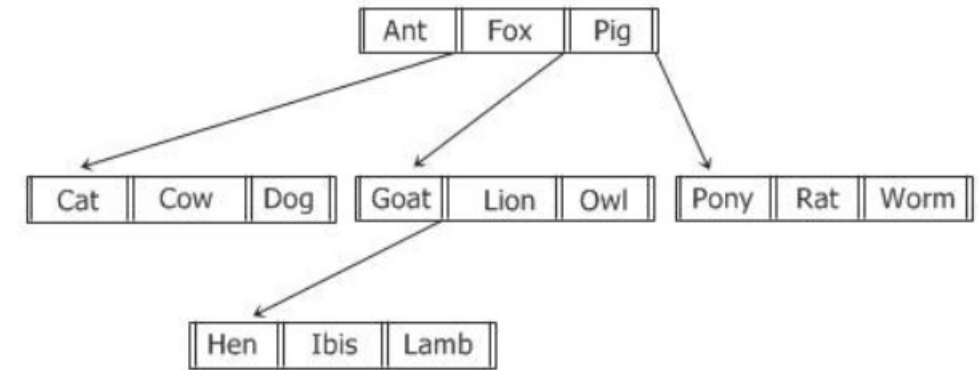 Ant Fox Pig
Cat Cow Dog Goat Lion Owl Pony Rat Worm
Hen Ibis Lamb